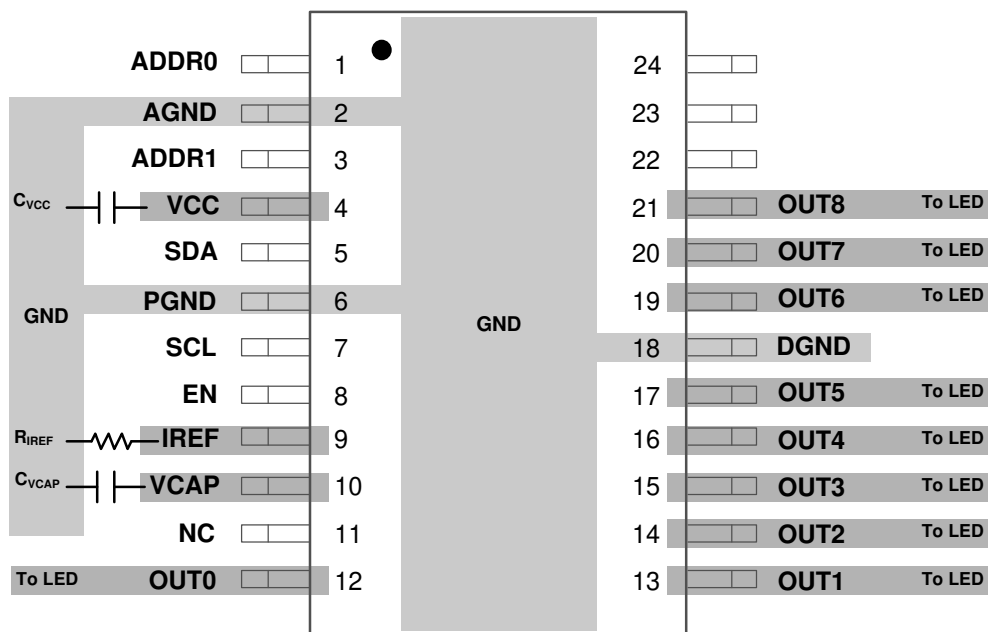 ADDR0 1 24
AGND 2 23
ADDR1 3 22
CVCC VCC 4 21 OUT8 To LED
SDA 5 20 OUT7 To LED
PGND 6 19 OUT6 To LED
GND GND
SCL 7 18 DGND
EN 8 17 OUT5 To LED
RIREF IREF 9 16 OUT4 To LED
CVCAP VCAP 10 15 OUT3 To LED
NC 11 14 OUT2 To LED
To LED OUT0 12 13 OUT1 To LED